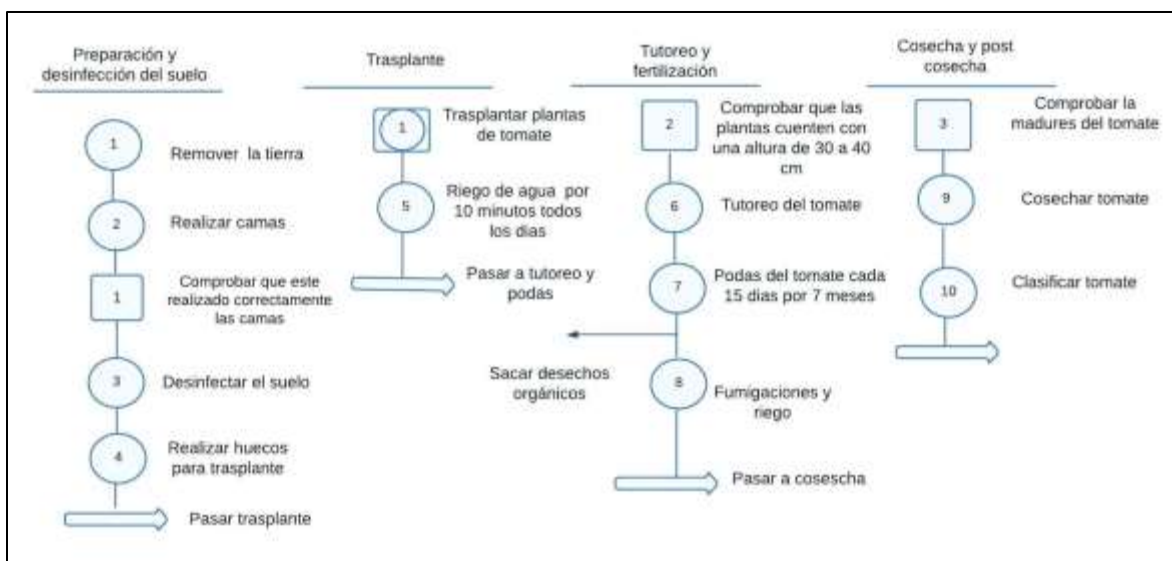 Preparación y
desinfección del suelo
1
Remover la tierra
2
Realizar camas
1
Comprobar que este
realizado correctamente
las camas
3
Desinfectar el suelo
4
Realizar huecos
para trasplante
Pasar trasplante
Trasplante
1
Trasplantar plantas
de tomate
5
Riego de agua por
10 minutos todos
los dias
Pasar a tutoreo y
podas
Tutoreo y
fertilización
2
Comprobar que las
plantas cuenten con
una altura de 30 a 40
cm
6
Tutoreo del tomate
7
Podas del tomate cada
15 dias por 7 meses
Sacar desechos
orgánicos
8
Fumigaciones y
riego
Pasar a cosescha
Cosecha y post
cosecha
3
Comprobar la
madures del tomate
9
Cosechar tomate
10
Clasificar tomate